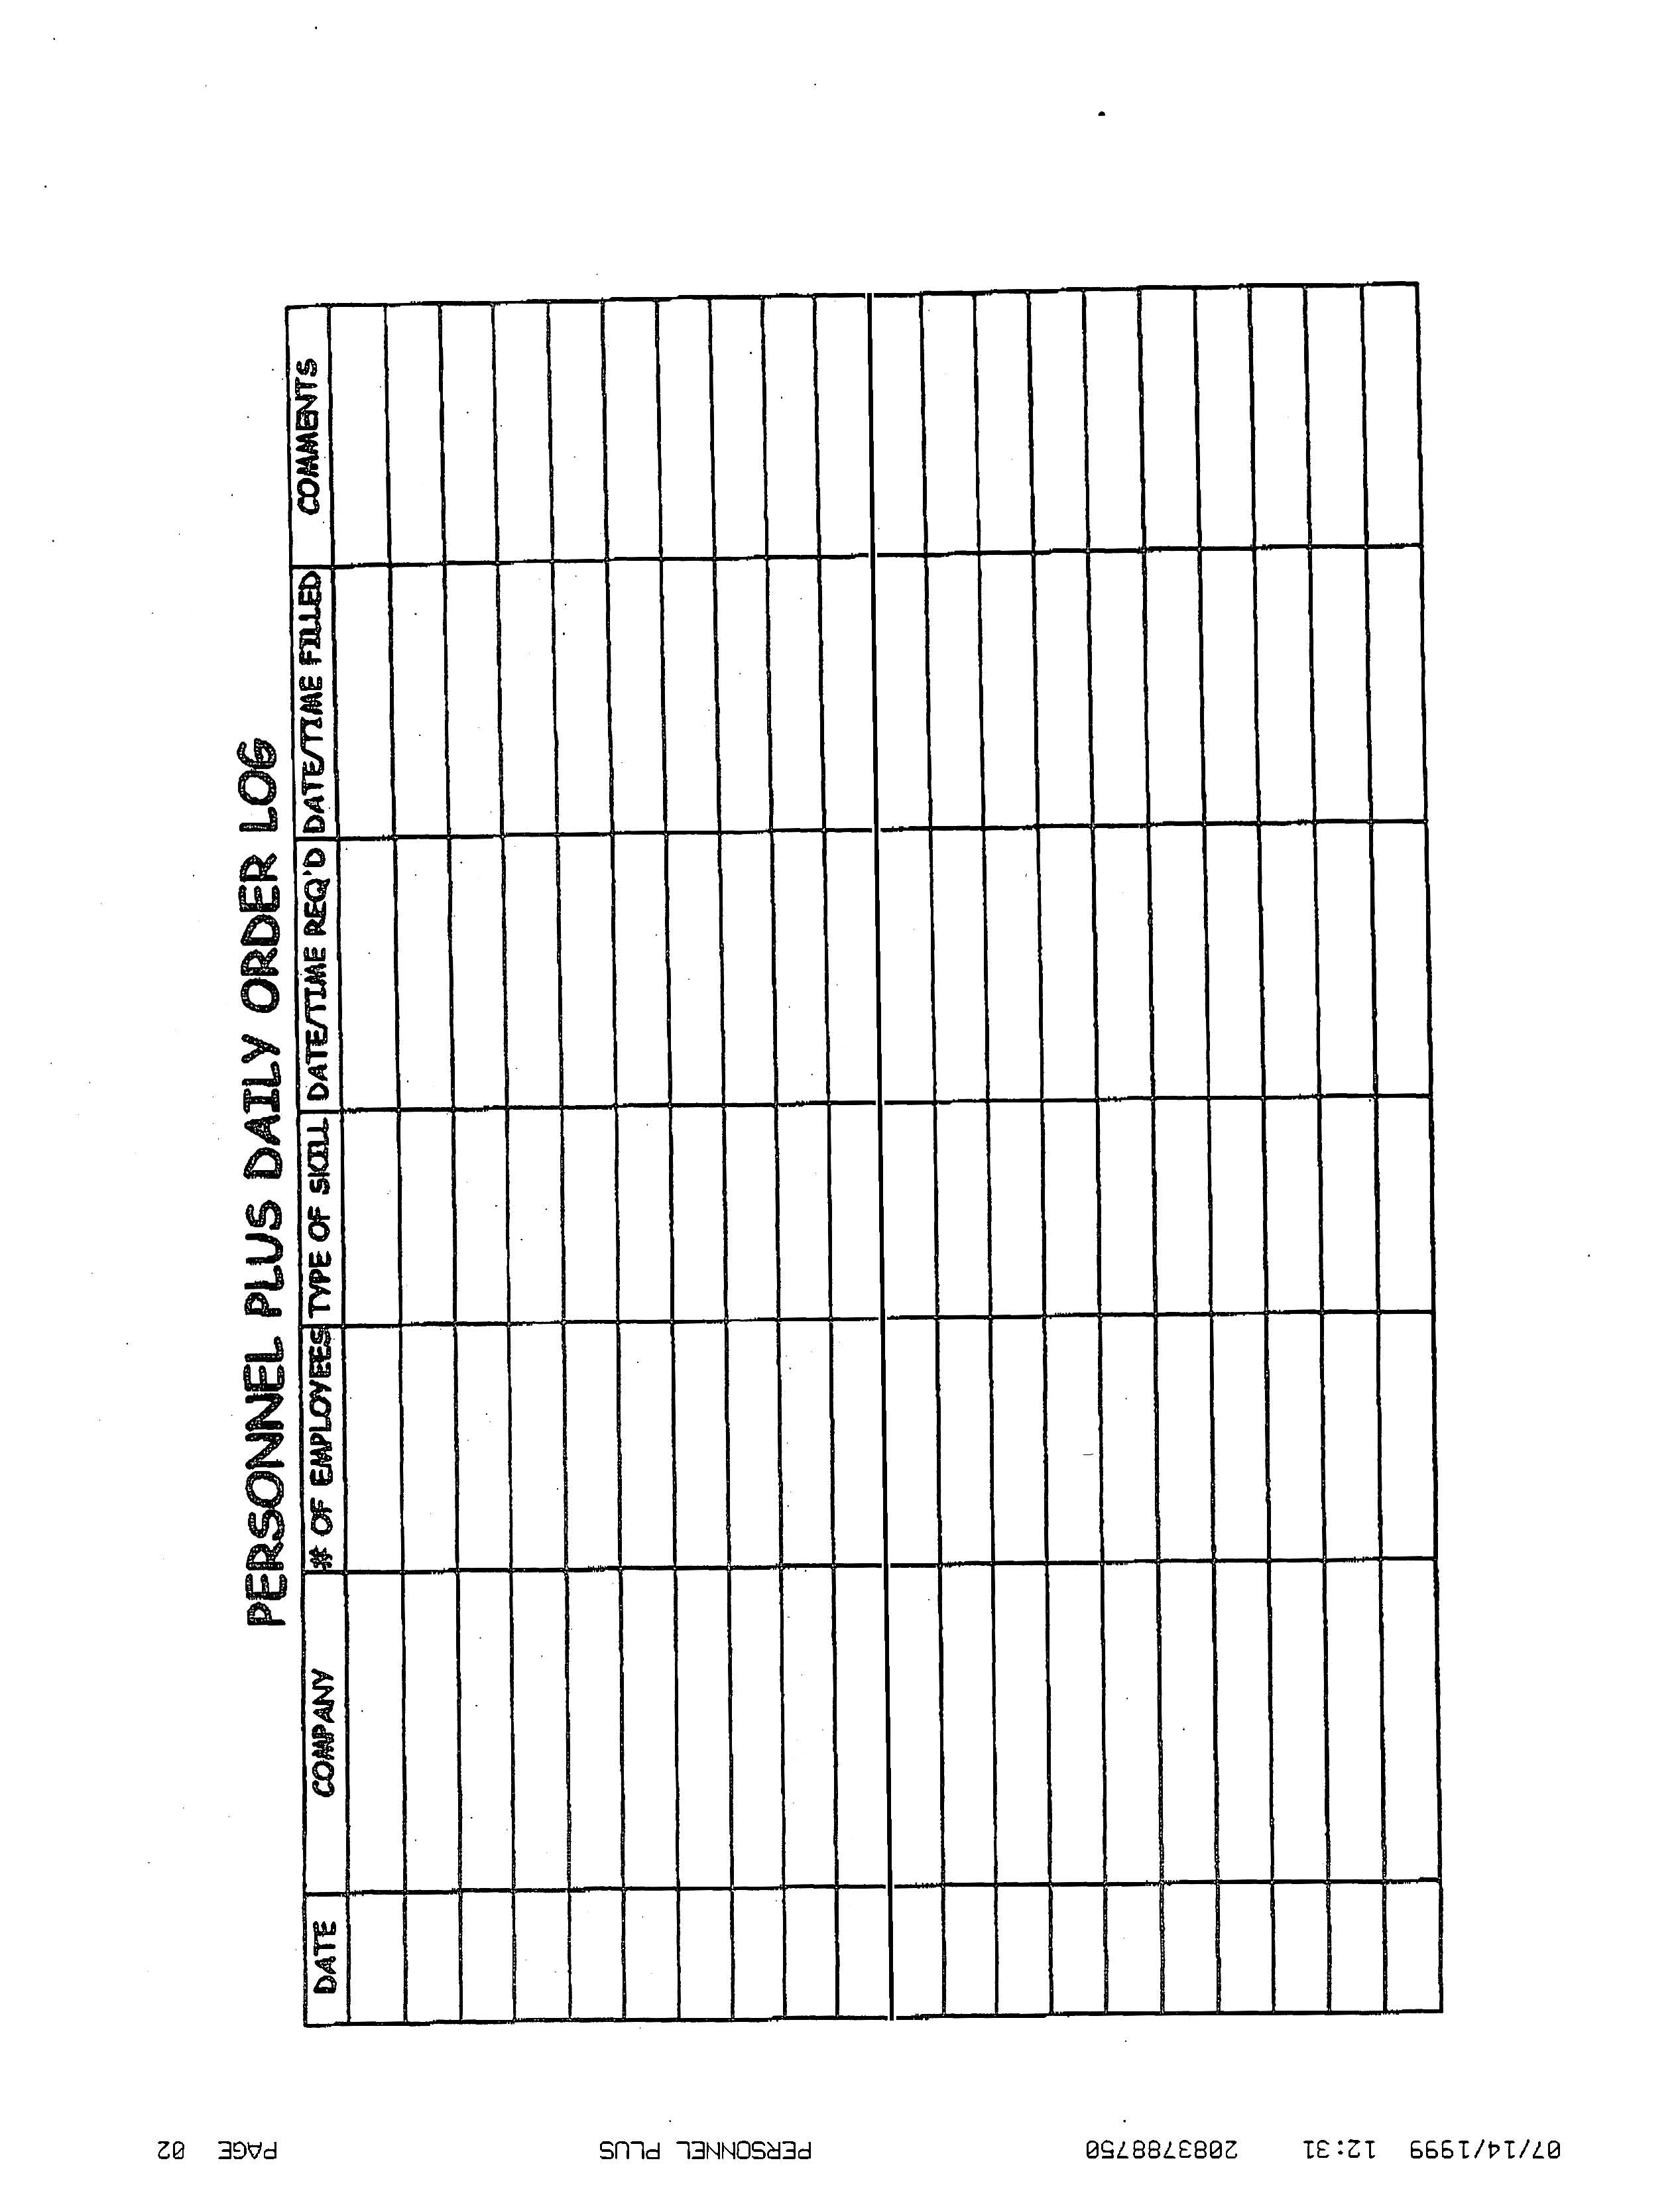 PERSONNEL PLUS DAILY ORDER LOG
DATE COMPANY # OF EMPLOYEES TYPE OF SKILL DATE/TIME REQ'D DATE/TIME FILLED COMMENTS
07/14/1999 12:31 2083788750 PERSONNEL PLUS PAGE 02